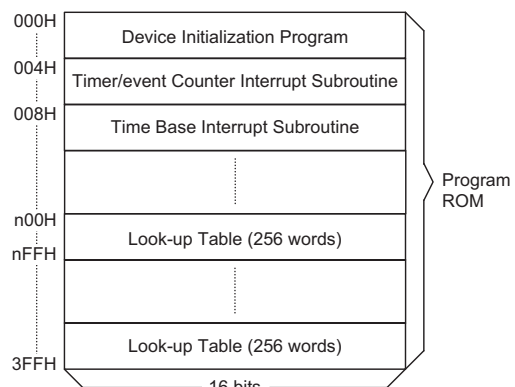 000H
Device Initialization Program
004H
Timer/event Counter Interrupt Subroutine
008H
Time Base Interrupt Subroutine
Program
ROM
n00H
Look-up Table (256 words)
nFFH
Look-up Table (256 words)
3FFH
16 bits